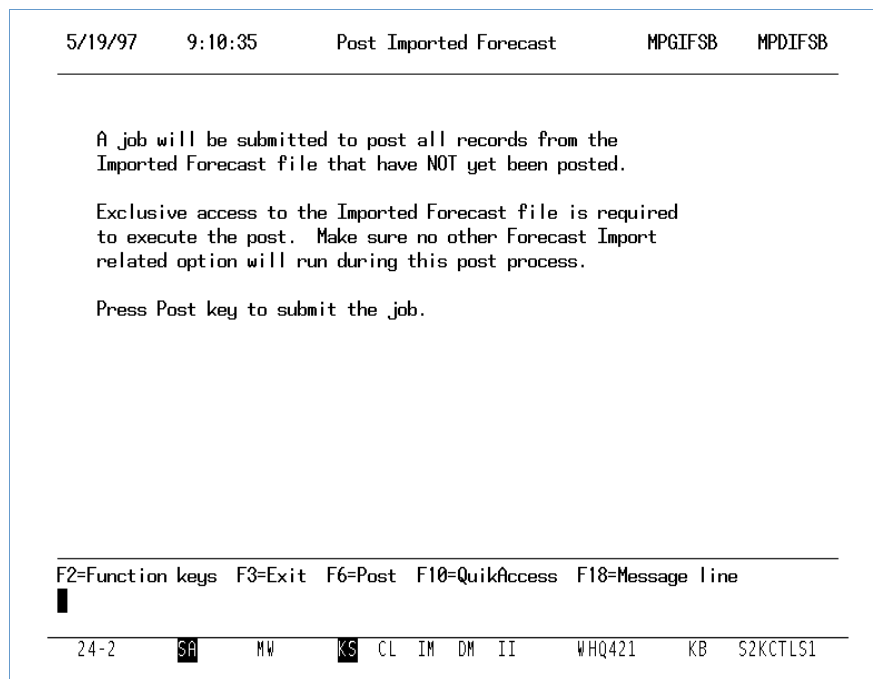 5/19/97 9:10:35 Post Imported Forecast MPGIFSB MPDIFSB
A job will be submitted to post all records from the
Imported Forecast file that have NOT yet been posted.
Exclusive access to the Imported Forecast file is required
to execute the post. Make sure no other Forecast Import
related option will run during this post process.
Press Post key to submit the job.
F2=Function keys F3=Exit F6=Post F10=QuikAccess F18=Message line
24-2 SA MW KS CL IM DM II WHQ421 KB S2KCTLS1